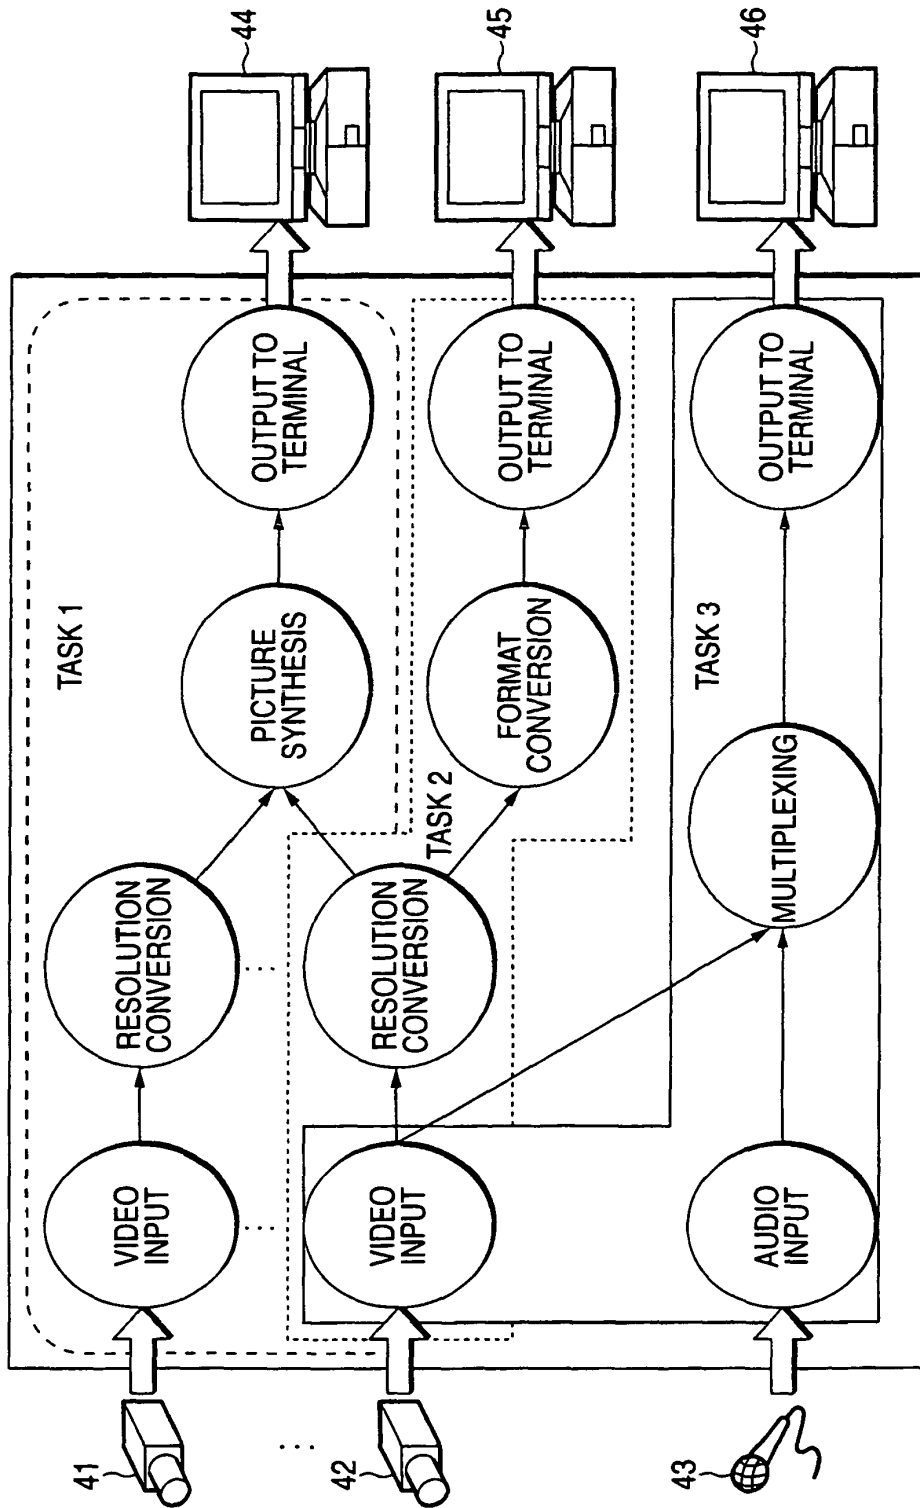 44
45
46
TASK 1
OUTPUT TO
TERMINAL
OUTPUT TO
TERMINAL
OUTPUT TO
TERMINAL
PICTURE
SYNTHESIS
TASK 2
FORMAT
CONVERSION
TASK 3
RESOLUTION
CONVERSION
RESOLUTION
CONVERSION
MULTIPLEXING
VIDEO
INPUT
VIDEO
INPUT
AUDIO
INPUT
41
42
43